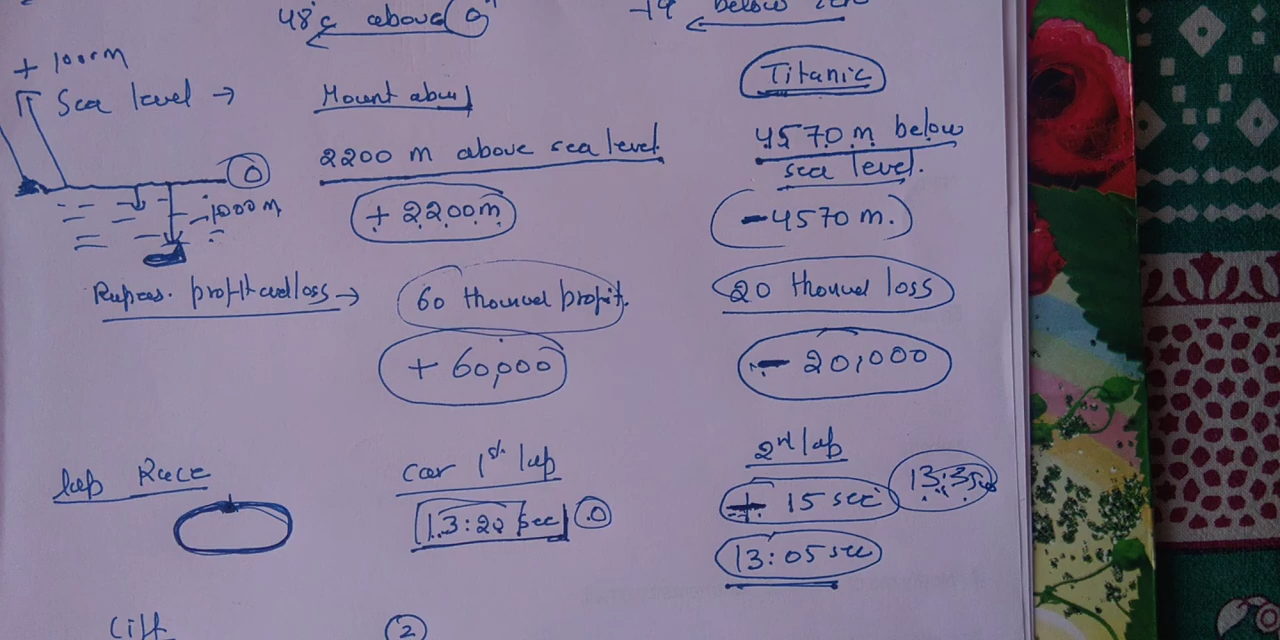 48°c above 0
below
+ 1000m
Sea level → Mount abu Titanic
2200 m above sea level. 4570 m below
sea level.
0
- 1000 m
+ 2200m - 4570 m.
Rupees. profit and loss → 60 thousand profit. 20 thousand loss
+ 60,000 - 20,000
lap Race car 1st lap 2nd lap
13:20 sec 0 + 15 sec 13:35
13:05 sec
Lift 2